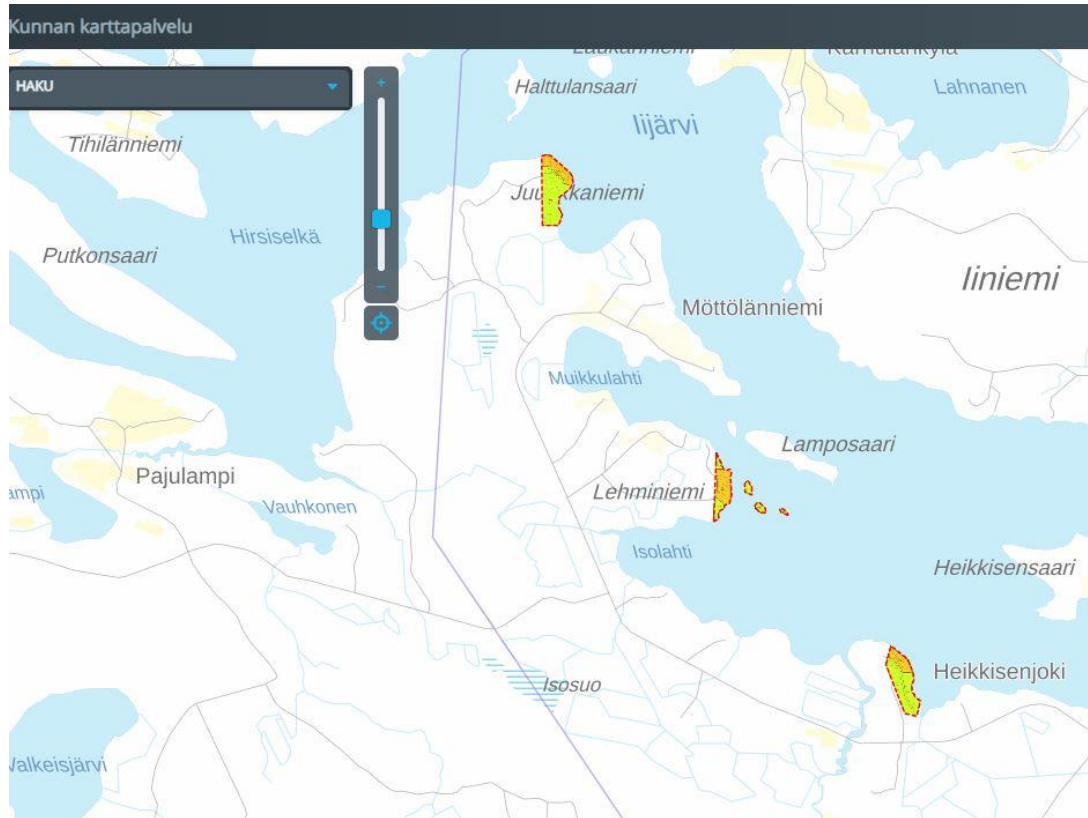 Kunnan karttapalvelu
HAKU
Laukanniemi
Halttulansaari
Lahnanen
Iijärvi
Tihilänniemi
Hirsiselkä
Putkonsaari
Iiniemi
Möttölänniemi
Muikkulahti
Lamposaari
Pajulampi
Lehminiemi
Vauhkonen
Isolahti
Heikkisensaari
Heikkisenjoki
Isosuo